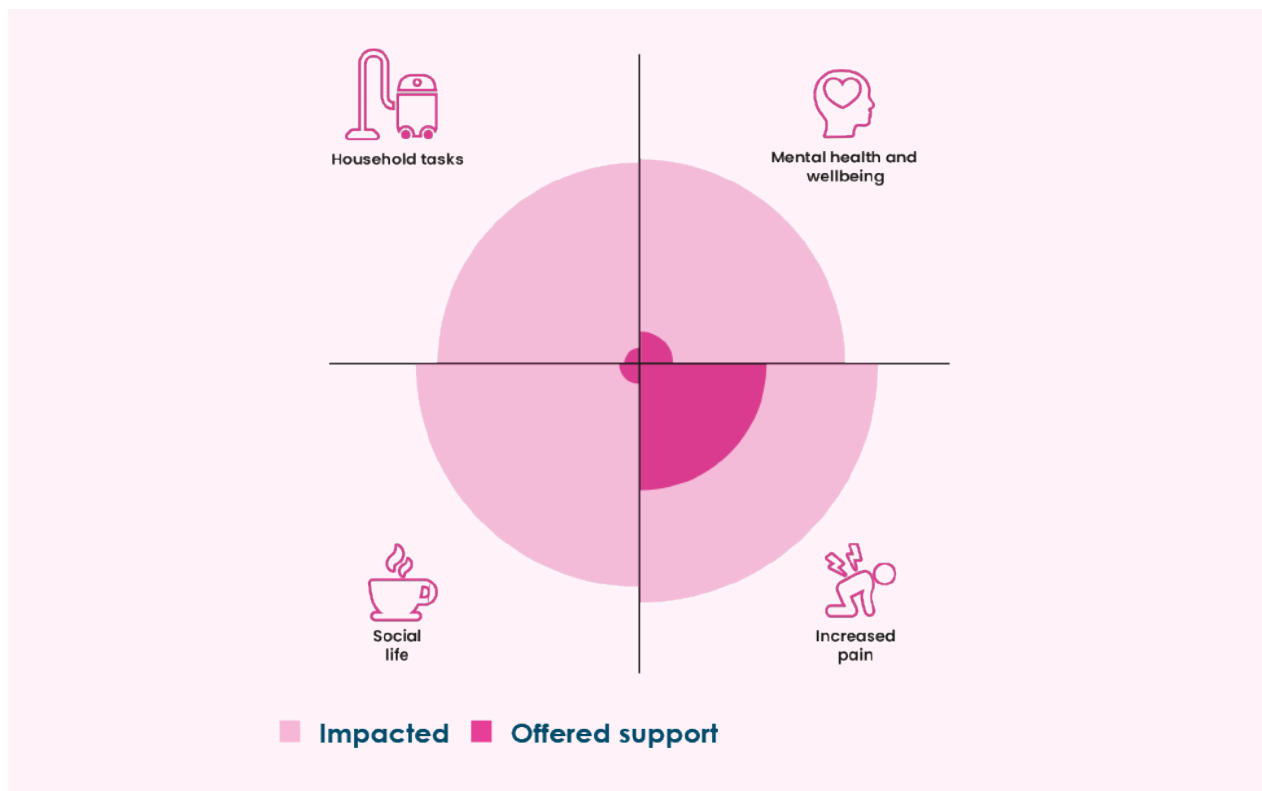 Household tasks
Mental health and
wellbeing
Social
life
Increased
pain
Impacted
Offered support